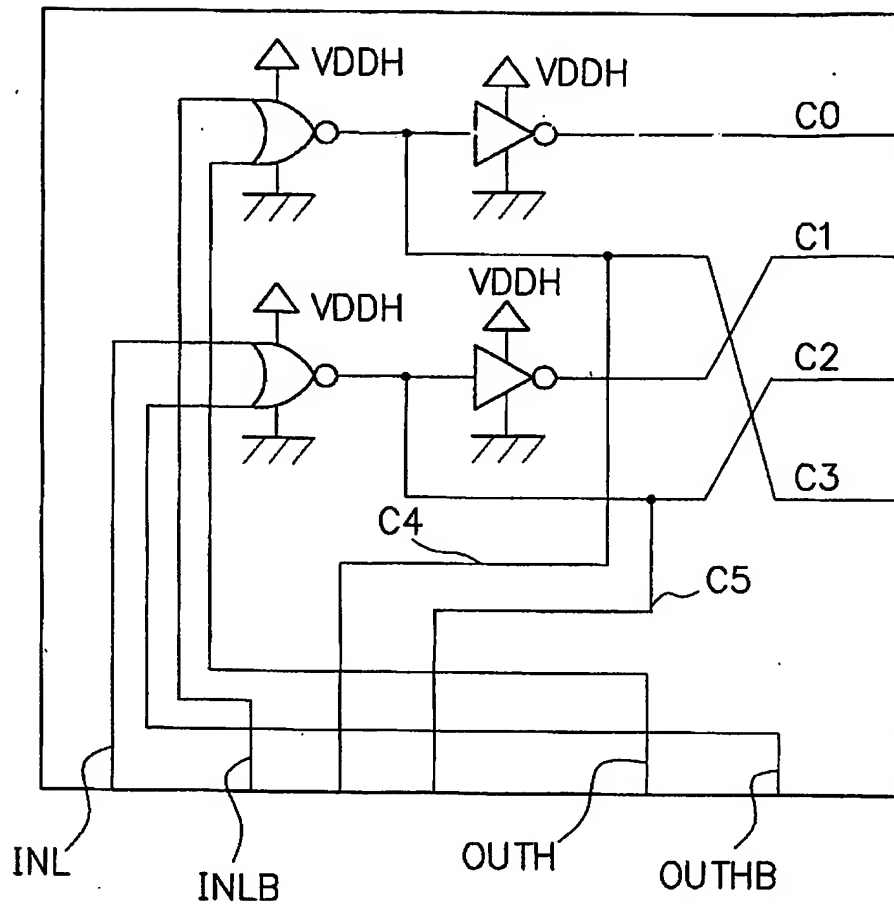 VDDH
VDDH
C0
C1
VDDH
VDDH
C2
C3
C4
C5
INL
INLB
OUTH
OUTHB